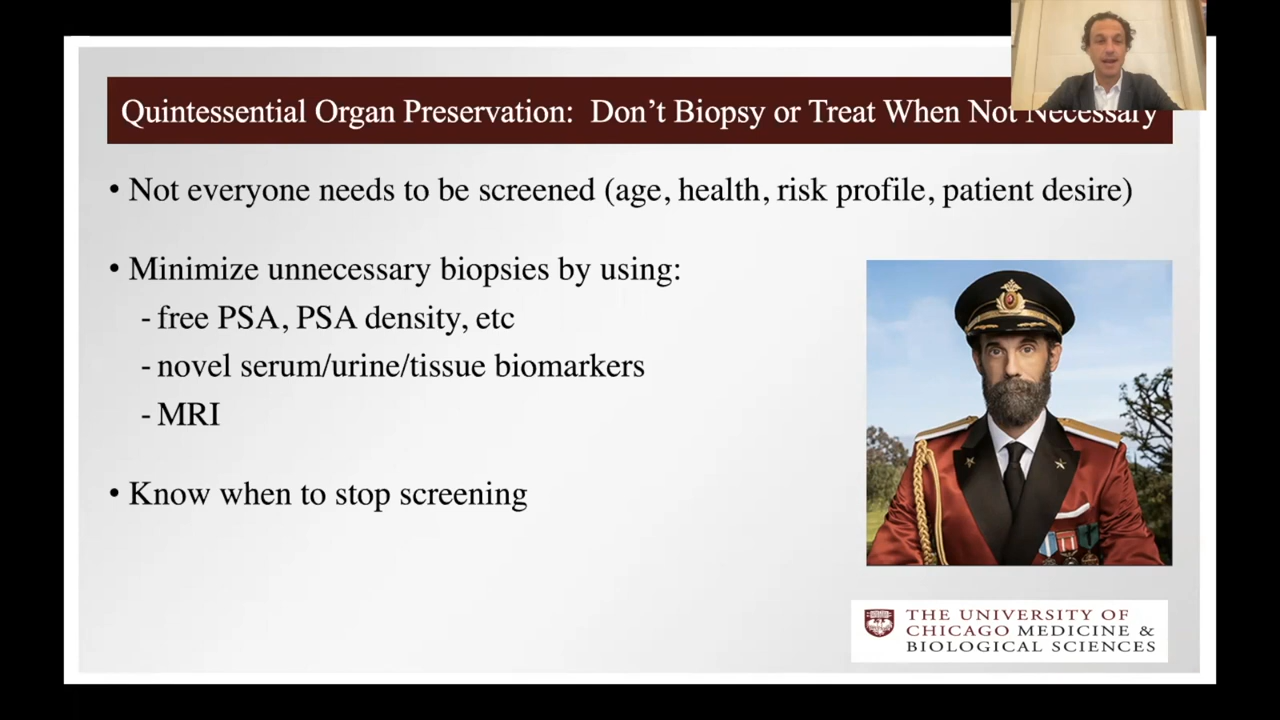 Quintessential Organ Preservation:  Don’t Biopsy or Treat When Not Necessary
• Not everyone needs to be screened (age, health, risk profile, patient desire)
• Minimize unnecessary biopsies by using:
- free PSA, PSA density, etc
- novel serum/urine/tissue biomarkers
- MRI
• Know when to stop screening
THE UNIVERSITY OF
CHICAGO MEDICINE &
BIOLOGICAL SCIENCES